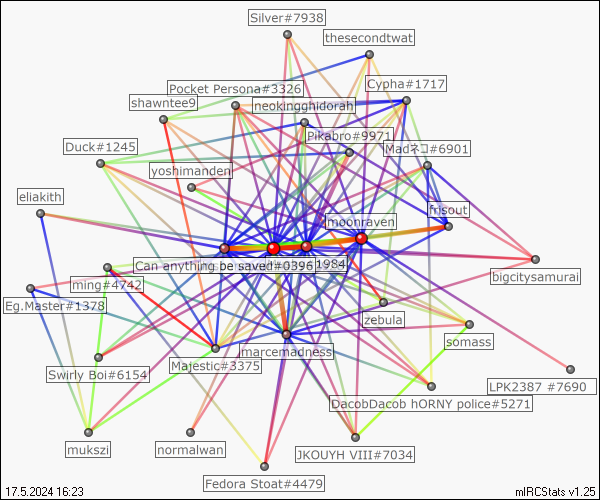 Silver#7938
thesecondtwat
Cypha#1717
Pocket Persona#3326
shawntee9
neokingghidorah
Pikabro#9971
Madネコ#6901
Duck#1245
yoshimanden
eliakith
frisout
moonraven
Can anything be saved#0396
1984
bigcitysamurai
ming#4742
Eg.Master#1378
zebula
somass
marcemadness
Majestic#3375
Swirly Boi#6154
LPK2387 #7690
DacobDacob hORNY police#5271
mukszi
normalwan
JKOUYH VIII#7034
Fedora Stoat#4479
17.5.2024 16:23
mIRCStats v1.25